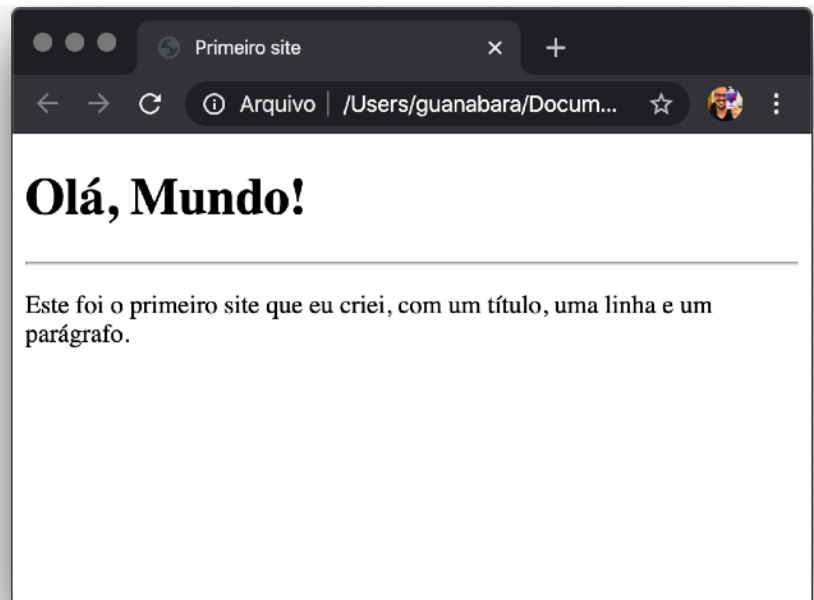 Primeiro site
Arquivo | /Users/guanabara/Docum...
Olá, Mundo!
Este foi o primeiro site que eu criei, com um título, uma linha e um
parágrafo.